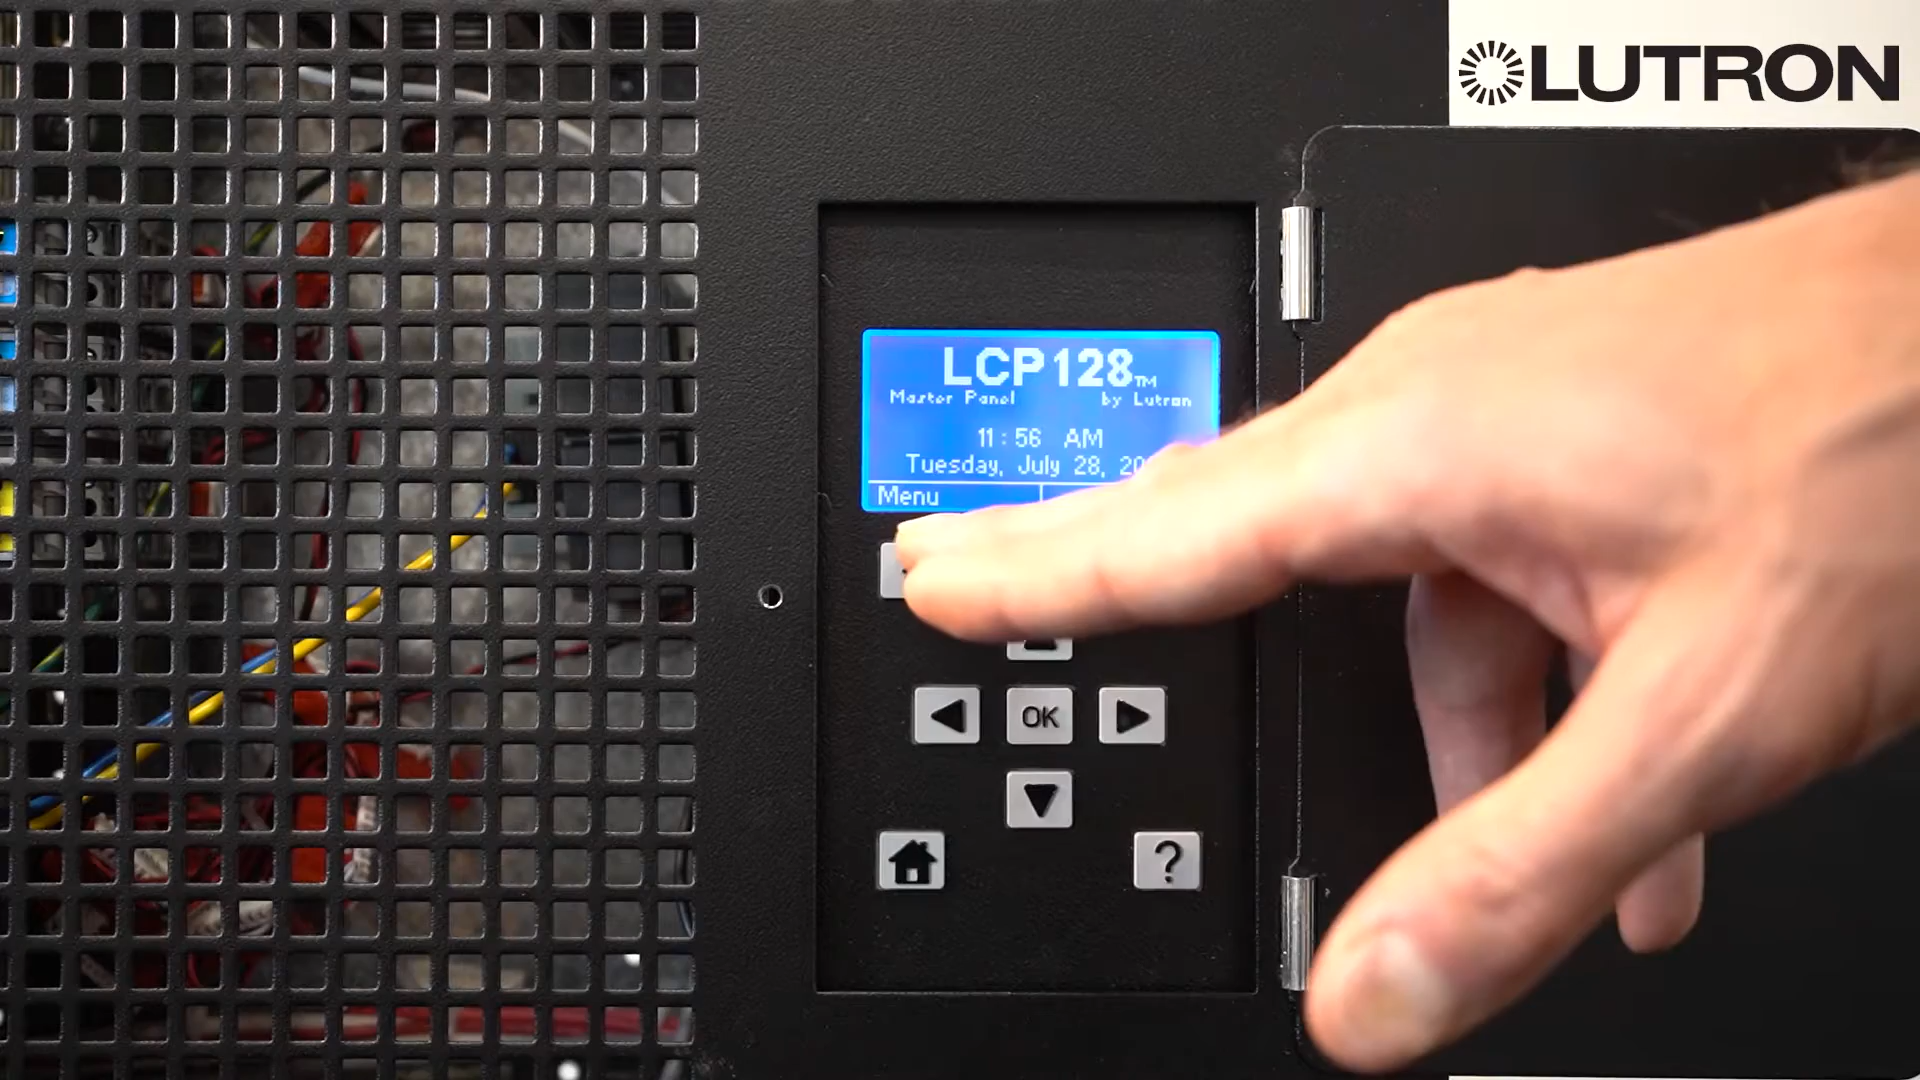 LUTRON
LCP128™
Master Panel by Lutron
11:56 AM
Tuesday, July 28,
Menu
OK
?